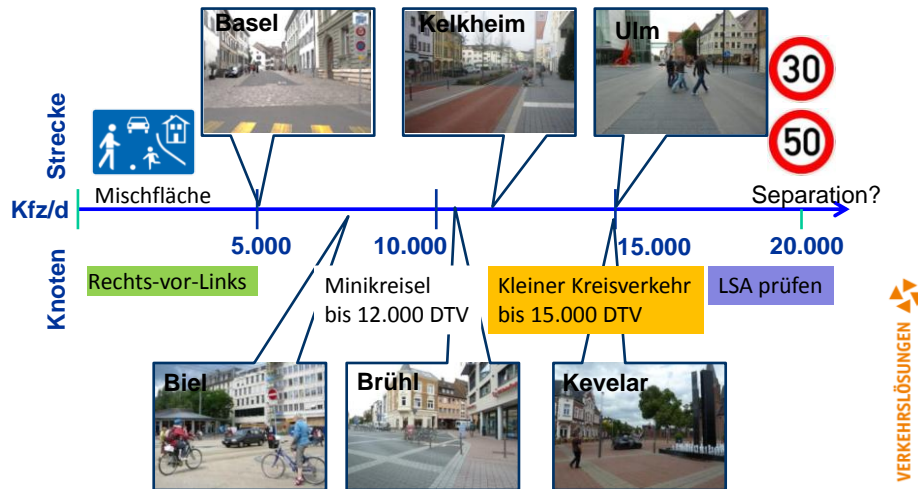 Basel
Kelkheim
Ulm
30
50
Strecke
Mischfläche
Separation?
Kfz/d
5.000
10.000
15.000
20.000
Knoten
Rechts-vor-Links
Minikreisel
bis 12.000 DTV
Kleiner Kreisverkehr
bis 15.000 DTV
LSA prüfen
Biel
Brühl
Kevelar
VERKEHRSLÖSUNGEN